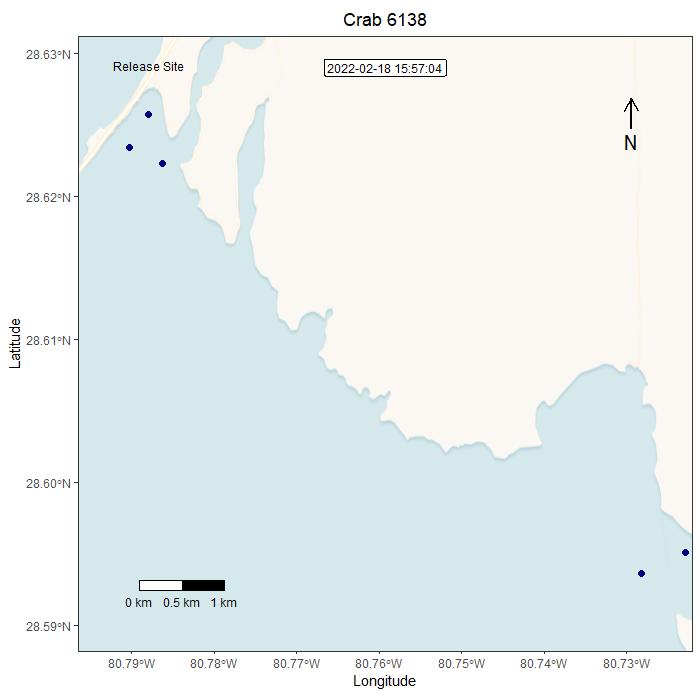 Crab 6138
28.63°N
Release Site
2022-02-18 15:57:04
N
28.62°N
28.61°N
Latitude
28.60°N
28.59°N
0 km 0.5 km 1 km
80.79°W 80.78°W 80.77°W 80.76°W 80.75°W 80.74°W 80.73°W
Longitude